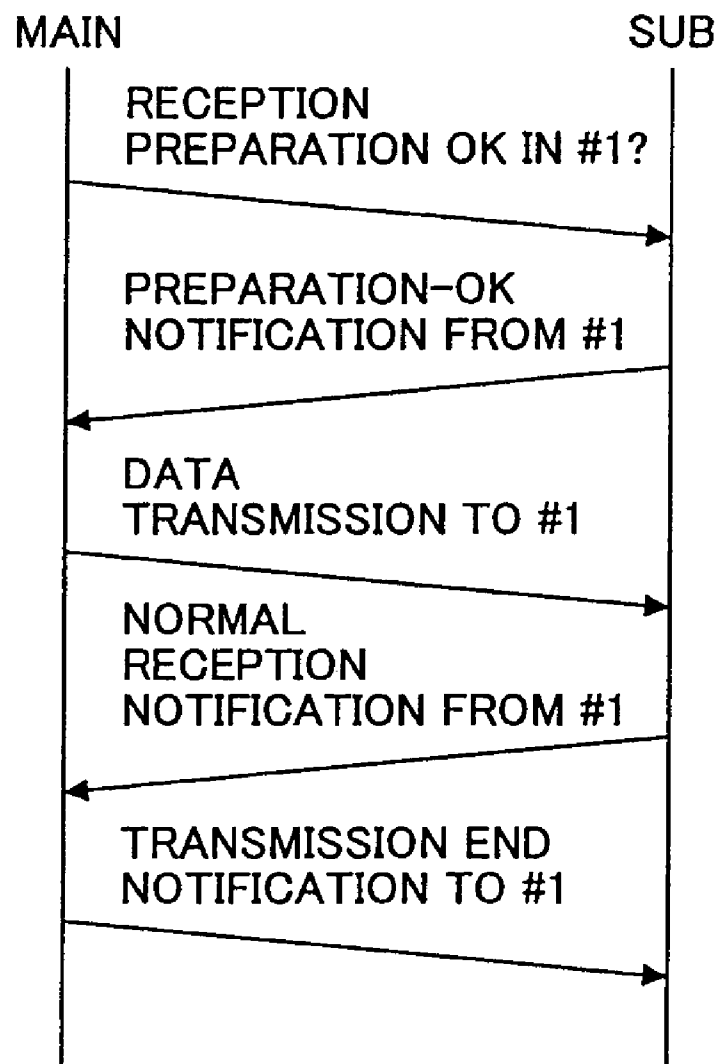 MAIN SUB
RECEPTION
PREPARATION OK IN #1?
PREPARATION-OK
NOTIFICATION FROM #1
DATA
TRANSMISSION TO #1
NORMAL
RECEPTION
NOTIFICATION FROM #1
TRANSMISSION END
NOTIFICATION TO #1